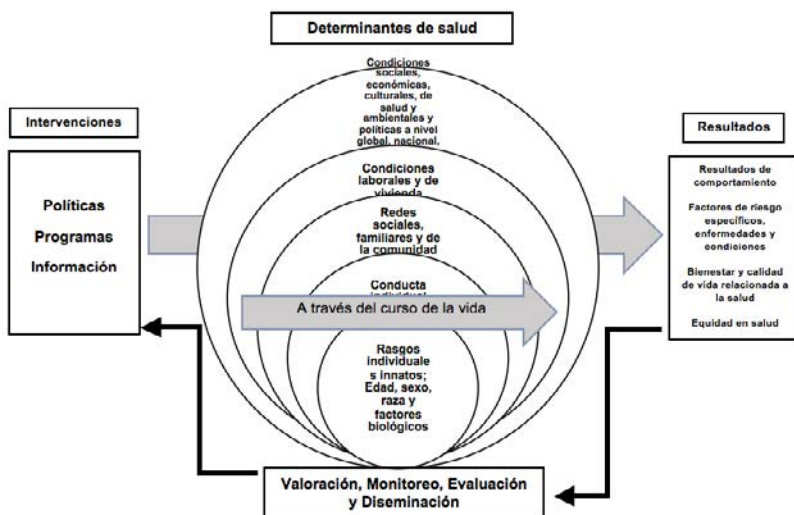 Determinantes de salud
Condiciones
sociales,
económicas,
culturales, de
salud y
ambientales y
políticas a nivel
global, nacional,
Intervenciones
Políticas
Programas
Información
Condiciones
laborales y de
vivienda
Redes
sociales,
familiares y de
la comunidad
Conducta
individual
A través del curso de la vida
Rasgos
individuale
s innatos;
Edad, sexo,
raza y
factores
biológicos
Resultados
Resultados de
comportamiento
Factores de riesgo
específicos,
enfermedades y
condiciones
Bienestar y calidad
de vida relacionada a
la salud
Equidad en salud
Valoración, Monitoreo, Evaluación
y Diseminación